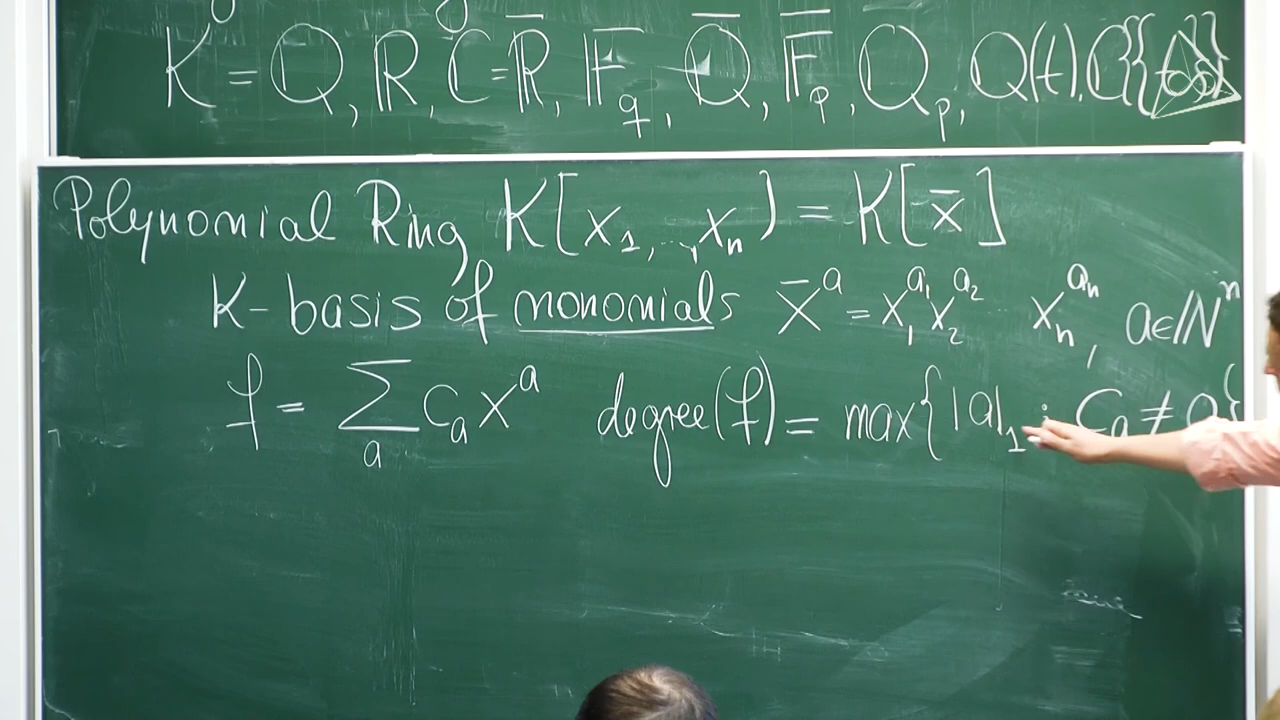 K = Q, R, C = R̄, F_q, Q̄, F̄_p, Q_p, Q(t), C{{t}}
Polynomial Ring K[x_1, .., x_n) = K[x̄]
K-basis of monomials x̄^a = x_1^{a_1} x_2^{a_2} x_n^{a_n}, a ∈ ℕ^n
f = ∑_a c_a x^a degree(f) = max{|a|_1 : C_a ≠ 0}